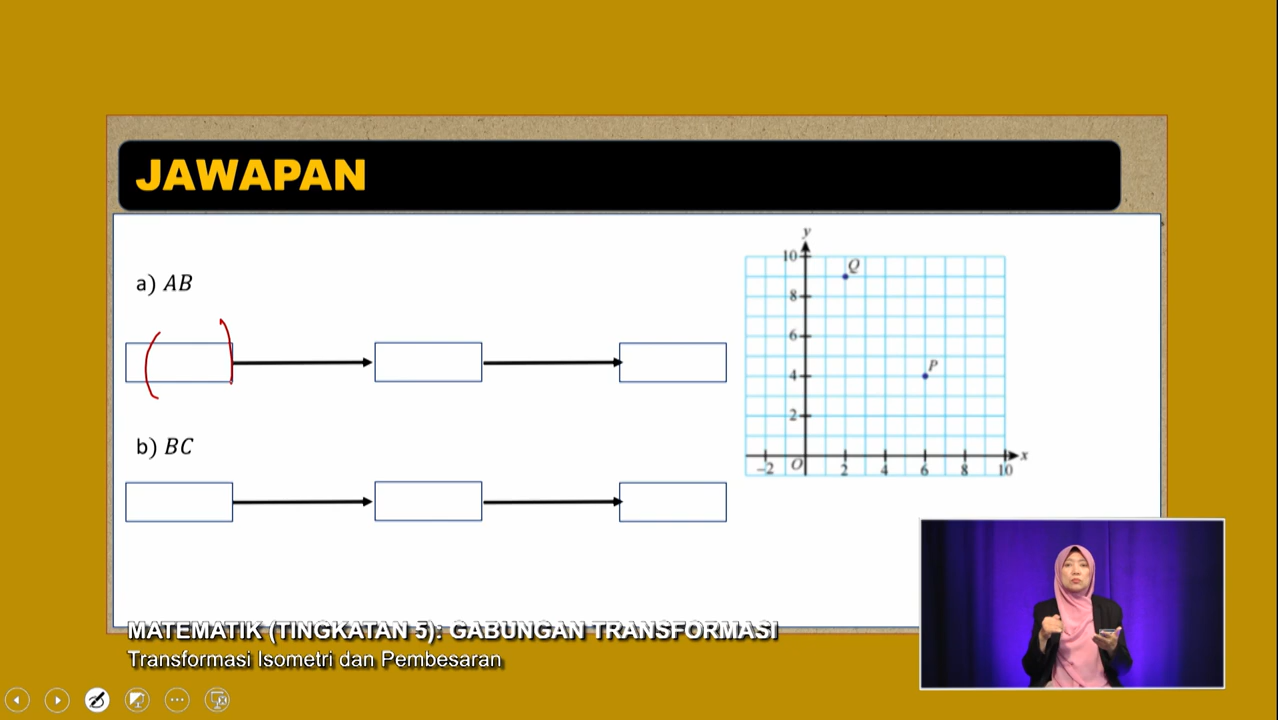 JAWAPAN
a) AB
b) BC
y
10
Q
8
6
P
4
2
x
–2
O
2
4
6
8
10
MATEMATIK (TINGKATAN 5): GABUNGAN TRANSFORMASI
Transformasi Isometri dan Pembesaran